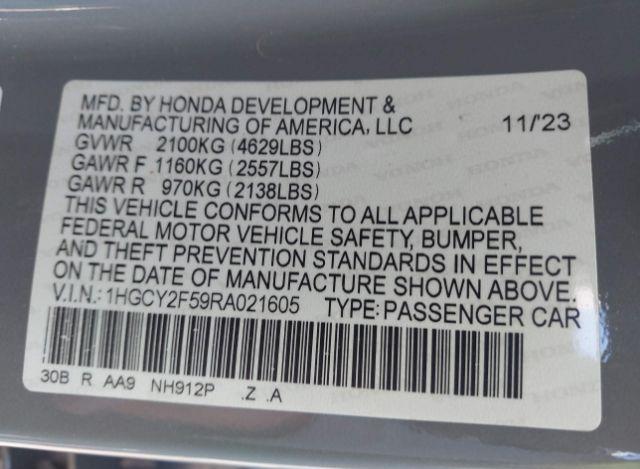 MFD. BY HONDA DEVELOPMENT &
MANUFACTURING OF AMERICA, LLC 11/'23
GVWR 2100KG (4629LBS)
GAWR F 1160KG (2557LBS)
GAWR R 970KG (2138LBS)
THIS VEHICLE CONFORMS TO ALL APPLICABLE
FEDERAL MOTOR VEHICLE SAFETY, BUMPER,
AND THEFT PREVENTION STANDARDS IN EFFECT
ON THE DATE OF MANUFACTURE SHOWN ABOVE.
V.I.N.: 1HGCY2F59RA021605 TYPE: PASSENGER CAR
30B R AA9 NH912P .Z .A